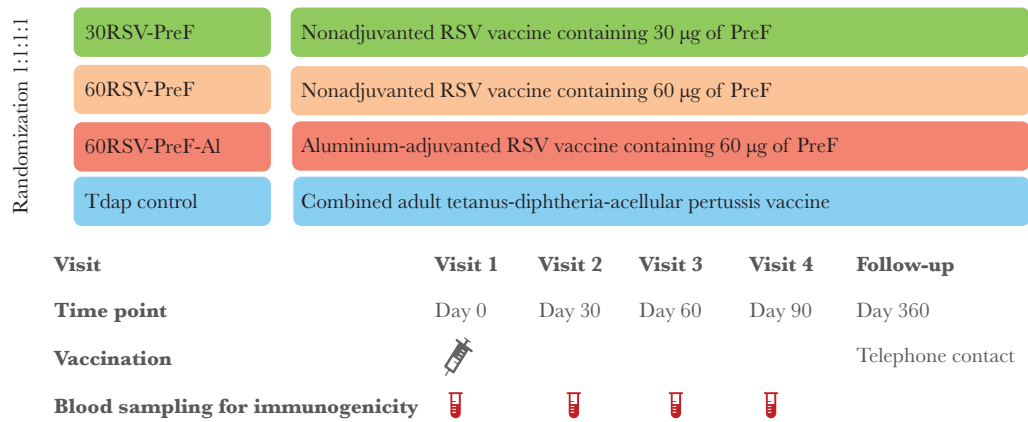 Randomization 1:1:1:1
30RSV-PreF Nonadjuvanted RSV vaccine containing 30 μg of PreF
60RSV-PreF Nonadjuvanted RSV vaccine containing 60 μg of PreF
60RSV-PreF-Al Aluminium-adjuvanted RSV vaccine containing 60 μg of PreF
Tdap control Combined adult tetanus-diphtheria-acellular pertussis vaccine
Visit Visit 1 Visit 2 Visit 3 Visit 4 Follow-up
Time point Day 0 Day 30 Day 60 Day 90 Day 360
Vaccination Telephone contact
Blood sampling for immunogenicity